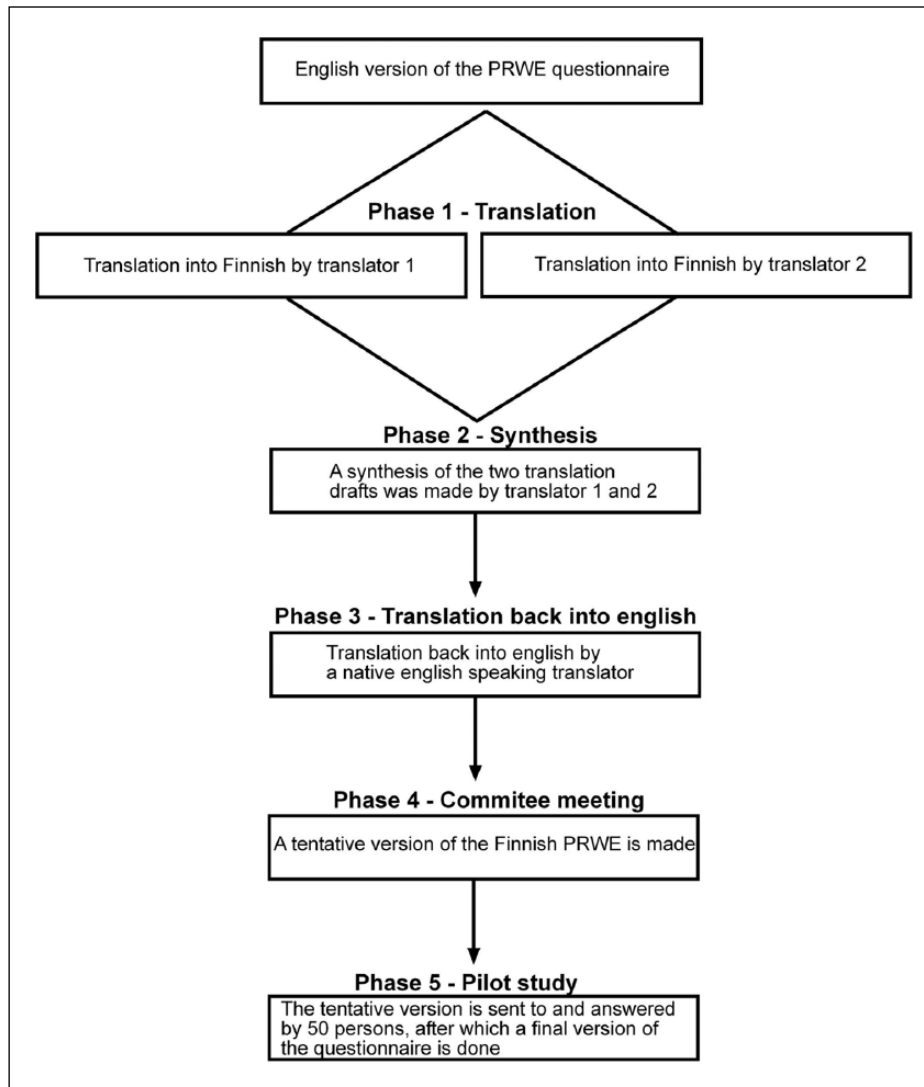 English version of the PRWE questionnaire
Phase 1 - Translation
Translation into Finnish by translator 1
Translation into Finnish by translator 2
Phase 2 - Synthesis
A synthesis of the two translation
drafts was made by translator 1 and 2
Phase 3 - Translation back into english
Translation back into english by
a native english speaking translator
Phase 4 - Commitee meeting
A tentative version of the Finnish PRWE is made
Phase 5 - Pilot study
The tentative version is sent to and answered
by 50 persons, after which a final version of
the questionnaire is done